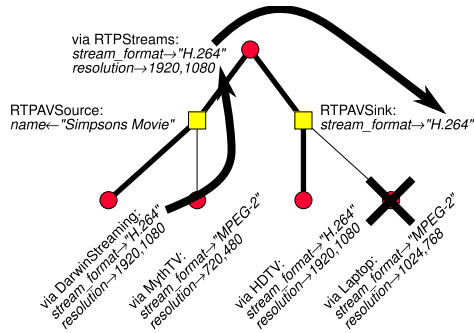 via RTPStreams:
stream_format→"H.264"
resolution→1920,1080
RTPAVSource:
name←"Simpsons Movie"
RTPAVSink:
stream_format→"H.264"
via DarwinStreaming:
stream_format→"H.264"
resolution→1920,1080
via MythTV:
stream_format→"MPEG-2"
resolution→720,480
via HDTV:
stream_format→"H.264"
resolution→1920,1080
via Laptop:
stream_format→"MPEG-2"
resolution→1024,768